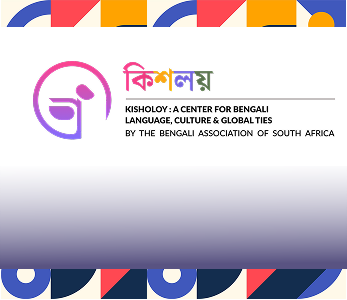 কিশলয়
KISHOLOY : A CENTER FOR BENGALI
LANGUAGE, CULTURE & GLOBAL TIES
BY THE BENGALI ASSOCIATION OF SOUTH AFRICA